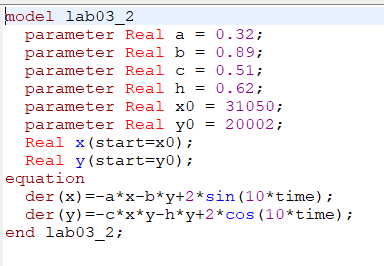 model lab03_2
  parameter Real a = 0.32;
  parameter Real b = 0.89;
  parameter Real c = 0.51;
  parameter Real h = 0.62;
  parameter Real x0 = 31050;
  parameter Real y0 = 20002;
  Real x(start=x0);
  Real y(start=y0);
equation
  der(x)=-a*x-b*y+2*sin(10*time);
  der(y)=-c*x*y-h*y+2*cos(10*time);
end lab03_2;